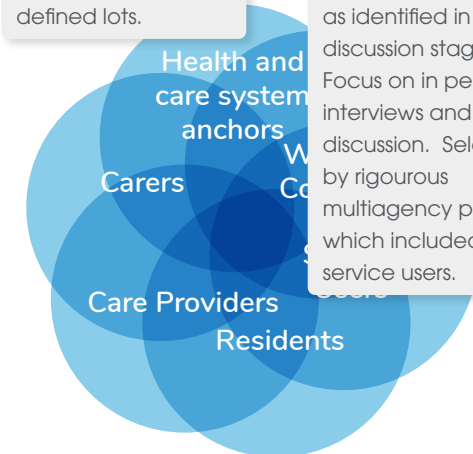 defined lots.
as identified in
discussion stag
Focus on in pe
interviews and
discussion. Sel
by rigourous
multiagency p
which included
service users.
Health and
care system
anchors
Carers
W
Co
S
Care Providers
Residents